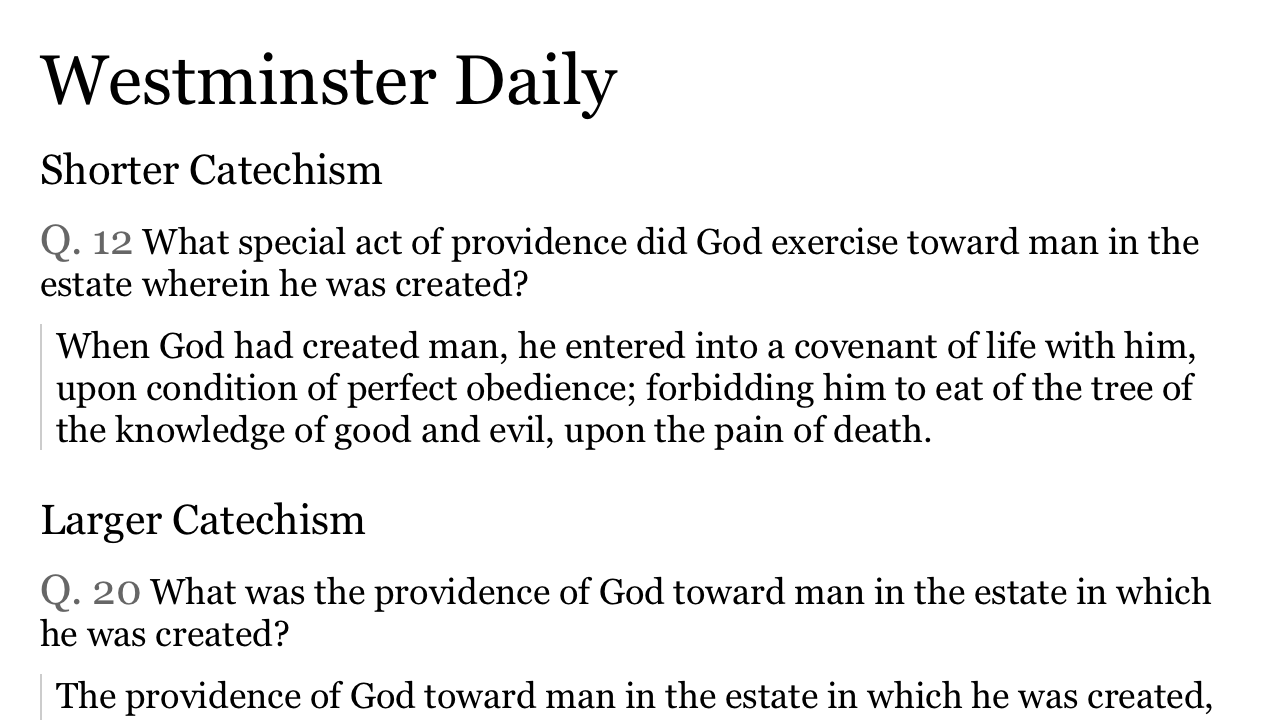 Westminster Daily
Shorter Catechism
Q. 12 What special act of providence did God exercise toward man in the
estate wherein he was created?
When God had created man, he entered into a covenant of life with him,
upon condition of perfect obedience; forbidding him to eat of the tree of
the knowledge of good and evil, upon the pain of death.
Larger Catechism
Q. 20 What was the providence of God toward man in the estate in which
he was created?
The providence of God toward man in the estate in which he was created,